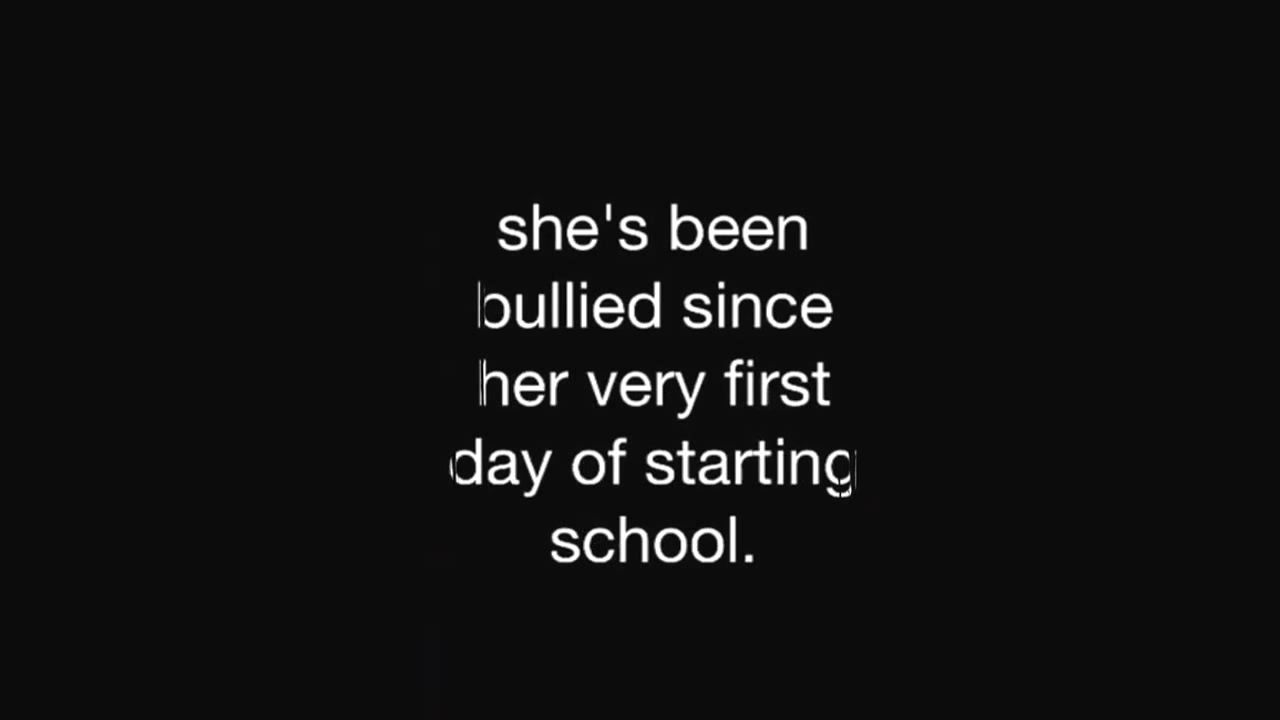 she's been
bullied since
her very first
day of starting
school.